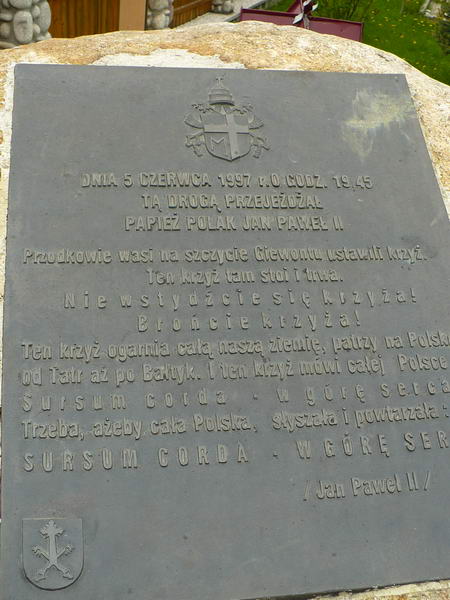 DNIA 5 CZERWCA 1997 r. O GODZ. 19.45
TĄ DROGĄ PRZEJEŻDŻAŁ
PAPIEŻ POLAK JAN PAWEŁ II
Przodkowie wasi na szczycie Giewontu ustawili krzyż.
Ten krzyż tam stoi i trwa.
Nie wstydźcie się krzyża!
Brońcie krzyża!
Ten krzyż ogarnia całą naszą ziemię, patrzy na Polskę
od Tatr aż po Bałtyk. I ten krzyż mówi całej Polsce
Sursum corda - w górę serca
Trzeba, ażeby cała Polska, słyszała i powtarzała:
SURSUM CORDA - W GÓRĘ SER
/Jan Paweł II/